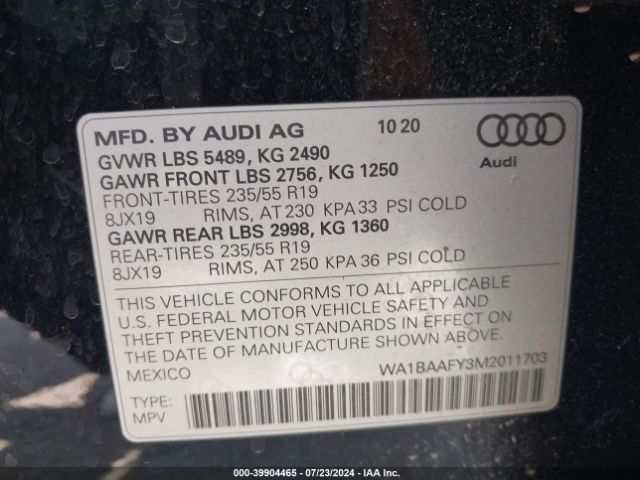 MFD. BY AUDI AG 10 20
GVWR LBS 5489, KG 2490
Audi
GAWR FRONT LBS 2756, KG 1250
FRONT-TIRES 235/55 R19
8JX19 RIMS, AT 230 KPA 33 PSI COLD
GAWR REAR LBS 2998, KG 1360
REAR-TIRES 235/55 R19
8JX19 RIMS, AT 250 KPA 36 PSI COLD
THIS VEHICLE CONFORMS TO ALL APPLICABLE
U.S. FEDERAL MOTOR VEHICLE SAFETY AND
THEFT PREVENTION STANDARDS IN EFFECT ON
THE DATE OF MANUFACTURE SHOWN ABOVE.
MEXICO WA1BAAFY3M2011703
TYPE:
MPV
000-39904465 - 07/23/2024 - IAA Inc.